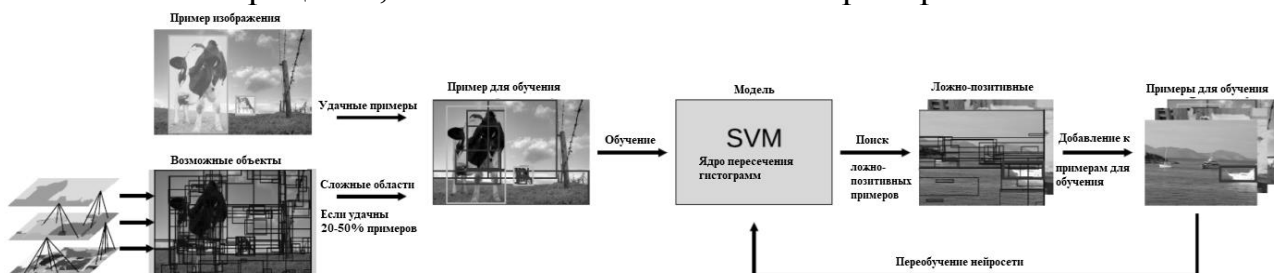 Пример изображения
Удачные примеры
Возможные объекты
Сложные области
Если удачны
20-50% примеров
Пример для обучения
Обучение
Модель
SVM
Ядро пересечения
гистограмм
Поиск
ложно-
позитивных
примеров
Ложно-позитивные
Добавление к
примерам для
обучения
Примеры для обучения
Переобучение нейросети